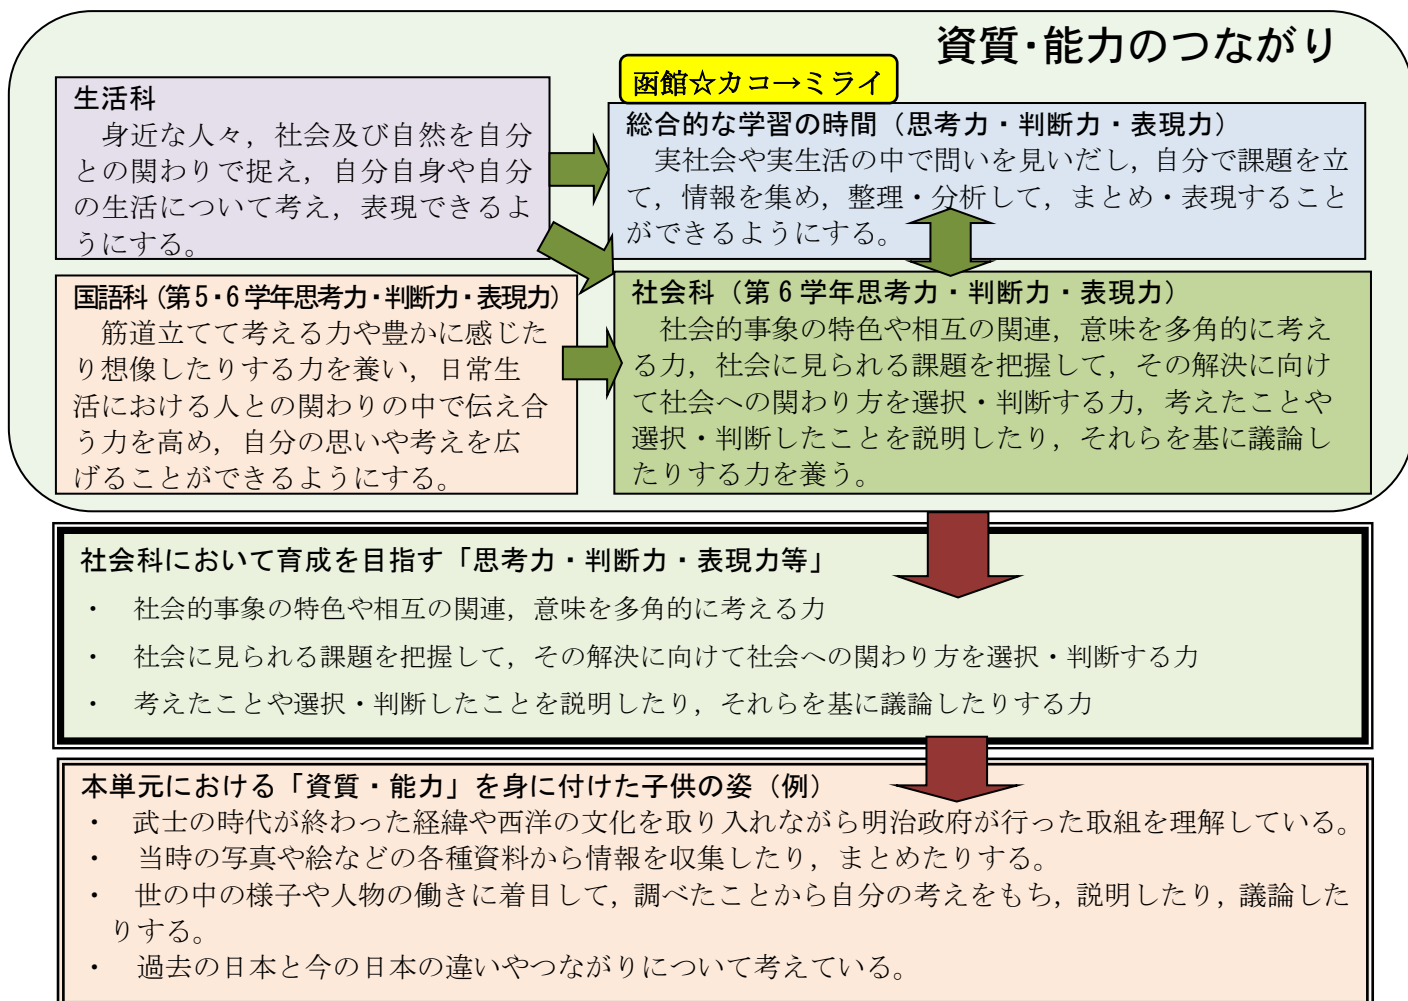 資質・能力のつながり
函館☆カコ→ミライ
生活科
身近な人々，社会及び自然を自分
との関わりで捉え，自分自身や自分
の生活について考え，表現できるよ
うにする。
総合的な学習の時間（思考力・判断力・表現力）
実社会や実生活の中で問いを見いだし，自分で課題を立
て，情報を集め，整理・分析して，まとめ・表現すること
ができるようにする。
国語科（第５・６学年思考力・判断力・表現力）
筋道立てて考える力や豊かに感じた
り想像したりする力を養い，日常生
活における人との関わりの中で伝え合
う力を高め，自分の思いや考えを広
げることができるようにする。
社会科（第６学年思考力・判断力・表現力）
社会的事象の特色や相互の関連，意味を多角的に考え
る力，社会に見られる課題を把握して，その解決に向け
て社会への関わり方を選択・判断する力，考えたことや
選択・判断したことを説明したり，それらを基に議論し
たりする力を養う。
社会科において育成を目指す「思考力・判断力・表現力等」
・　社会的事象の特色や相互の関連，意味を多角的に考える力
・　社会に見られる課題を把握して，その解決に向けて社会への関わり方を選択・判断する力
・　考えたことや選択・判断したことを説明したり，それらを基に議論したりする力
本単元における「資質・能力」を身に付けた子供の姿（例）
・　武士の時代が終わった経緯や西洋の文化を取り入れながら明治政府が行った取組を理解している。
・　当時の写真や絵などの各種資料から情報を収集したり，まとめたりする。
・　世の中の様子や人物の働きに着目して，調べたことから自分の考えをもち，説明したり，議論した
りする。
・　過去の日本と今の日本の違いやつながりについて考えている。